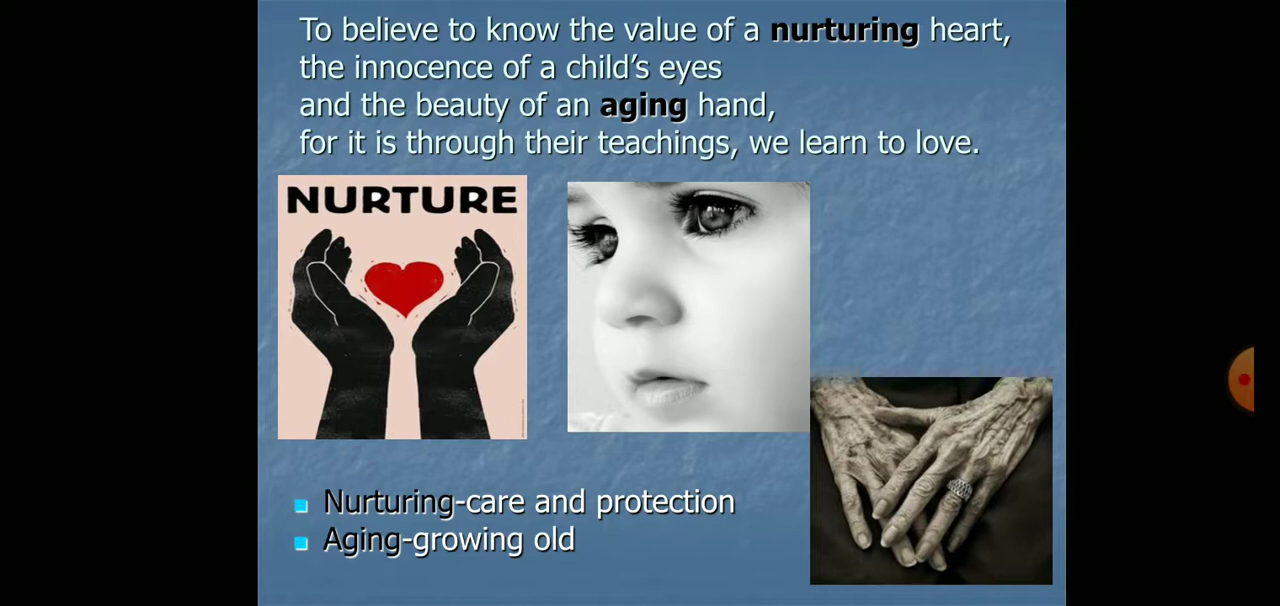 To believe to know the value of a nurturing heart,
the innocence of a child's eyes
and the beauty of an aging hand,
for it is through their teachings, we learn to love.
NURTURE
Nurturing-care and protection
Aging-growing old